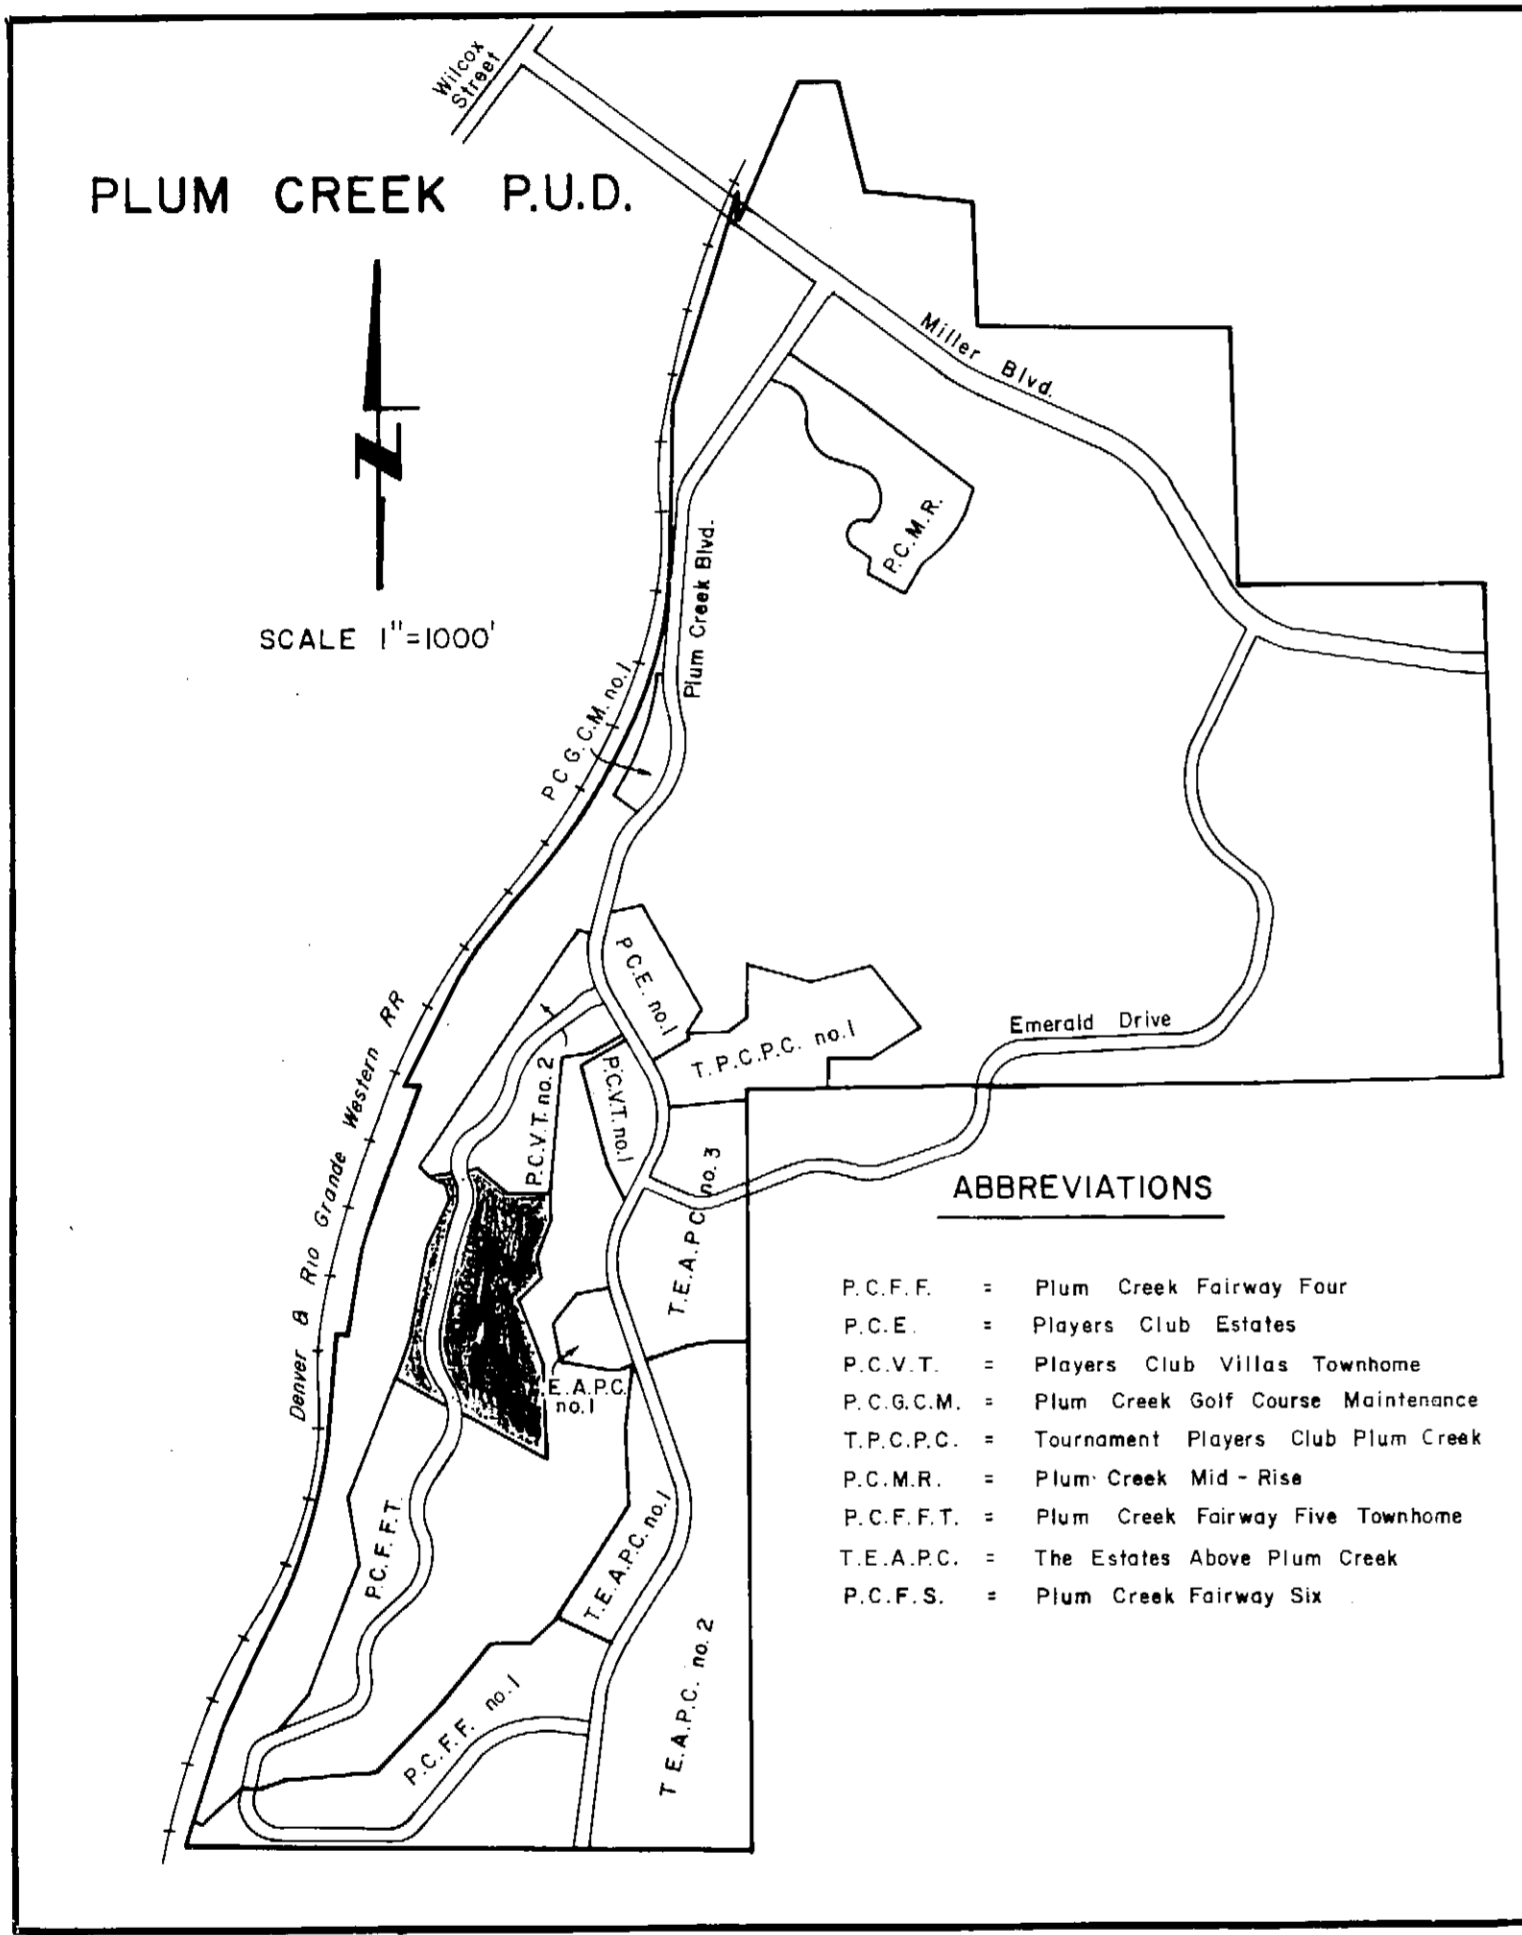 Wilcox
Street
PLUM CREEK P.U.D.
N
SCALE 1"=1000'
Miller Blvd.
P.C.M.R.
Plum Creek Blvd.
P.C G.C.M. no.1
P.C.E. no.1
Denver & Rio Grande Western RR
T.P.C.P.C. no.1
Emerald Drive
P.C.V.T. no.2
P.C.V.T. no.1
T.E.A.P.C. no.3
T.E.A.P.C.
no.1
P.C.F.F.T.
T.E.A.P.C. no.1
P.C.F.F. no.1
T E.A.P.C. no.2
ABBREVIATIONS
P.C.F.F. = Plum Creek Fairway Four
P.C.E. = Players Club Estates
P.C.V.T. = Players Club Villas Townhome
P.C.G.C.M. = Plum Creek Golf Course Maintenance
T.P.C.P.C. = Tournament Players Club Plum Creek
P.C.M.R. = Plum Creek Mid-Rise
P.C.F.F.T. = Plum Creek Fairway Five Townhome
T.E.A.P.C. = The Estates Above Plum Creek
P.C.F.S. = Plum Creek Fairway Six